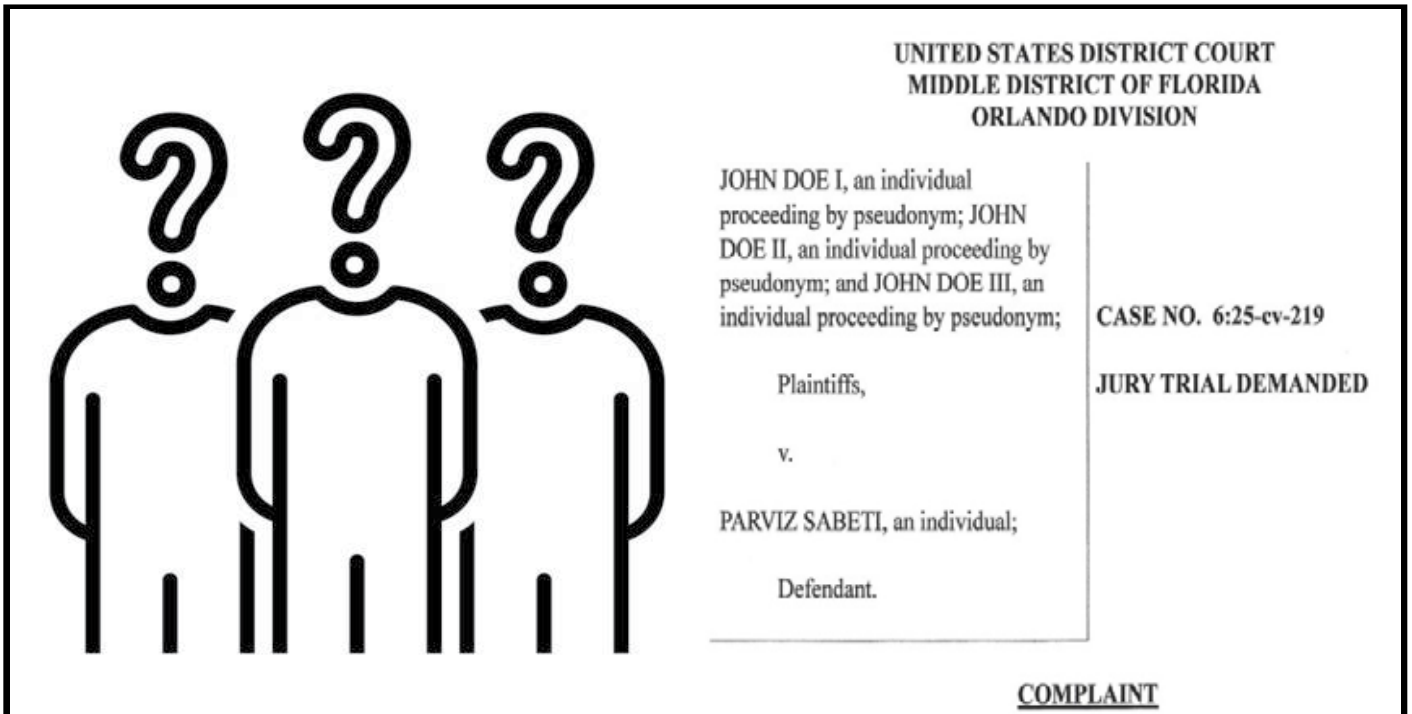 UNITED STATES DISTRICT COURT
MIDDLE DISTRICT OF FLORIDA
ORLANDO DIVISION
JOHN DOE I, an individual
proceeding by pseudonym; JOHN
DOE II, an individual proceeding by
pseudonym; and JOHN DOE III, an
individual proceeding by pseudonym;
Plaintiffs,
v.
PARVIZ SABETI, an individual;
Defendant.
CASE NO. 6:25-cv-219
JURY TRIAL DEMANDED
COMPLAINT